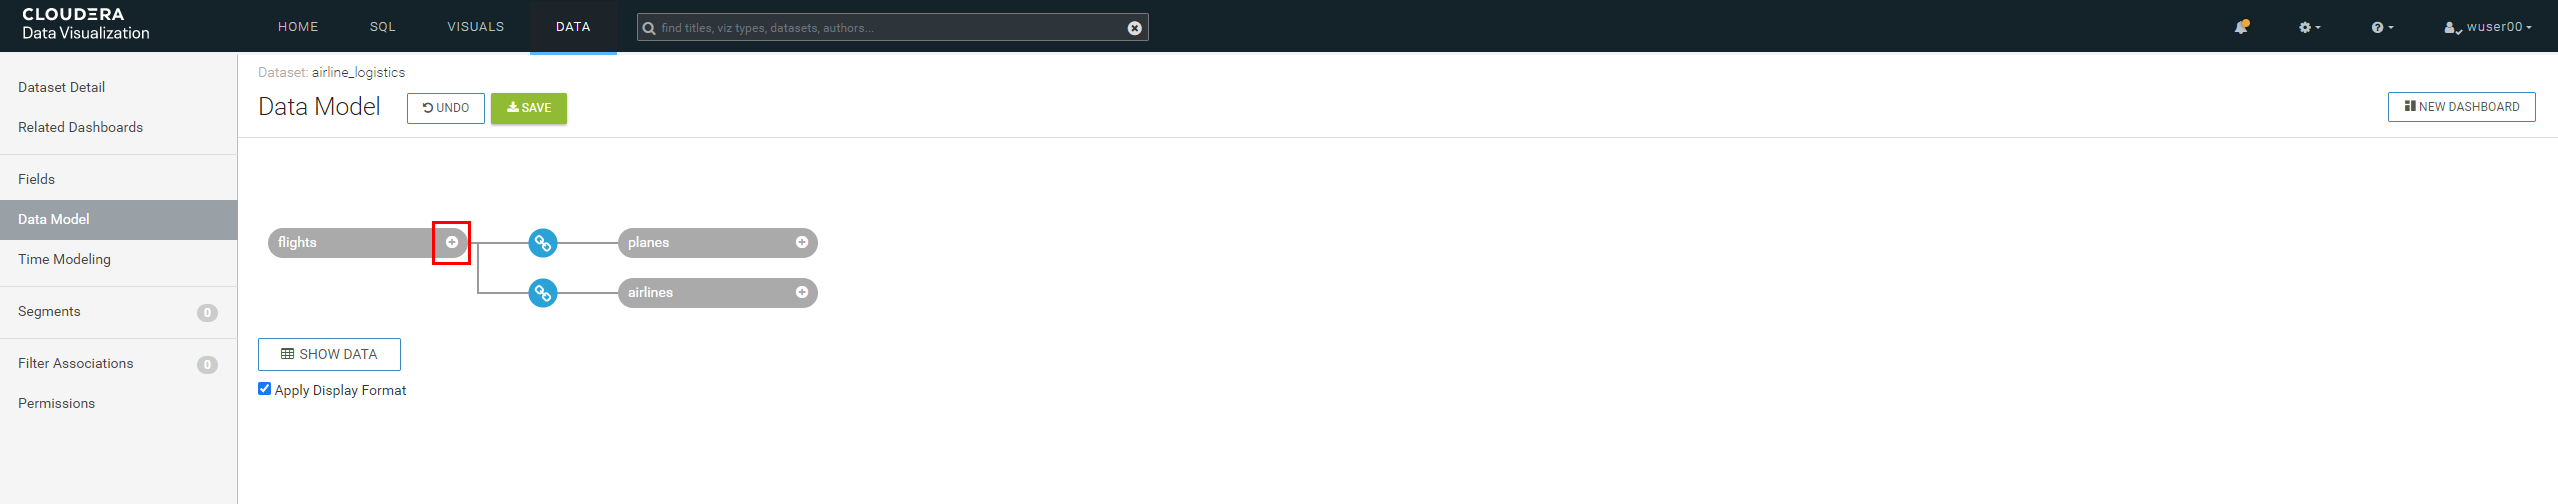 CLOUDERA
Data Visualization
HOME
SQL
VISUALS
DATA
find titles, viz types, datasets, authors...
wuser00
Dataset Detail
Related Dashboards
Fields
Data Model
Time Modeling
Segments 0
Filter Associations 0
Permissions
Dataset: airline_logistics
Data Model
UNDO
SAVE
NEW DASHBOARD
flights
planes
airlines
SHOW DATA
Apply Display Format